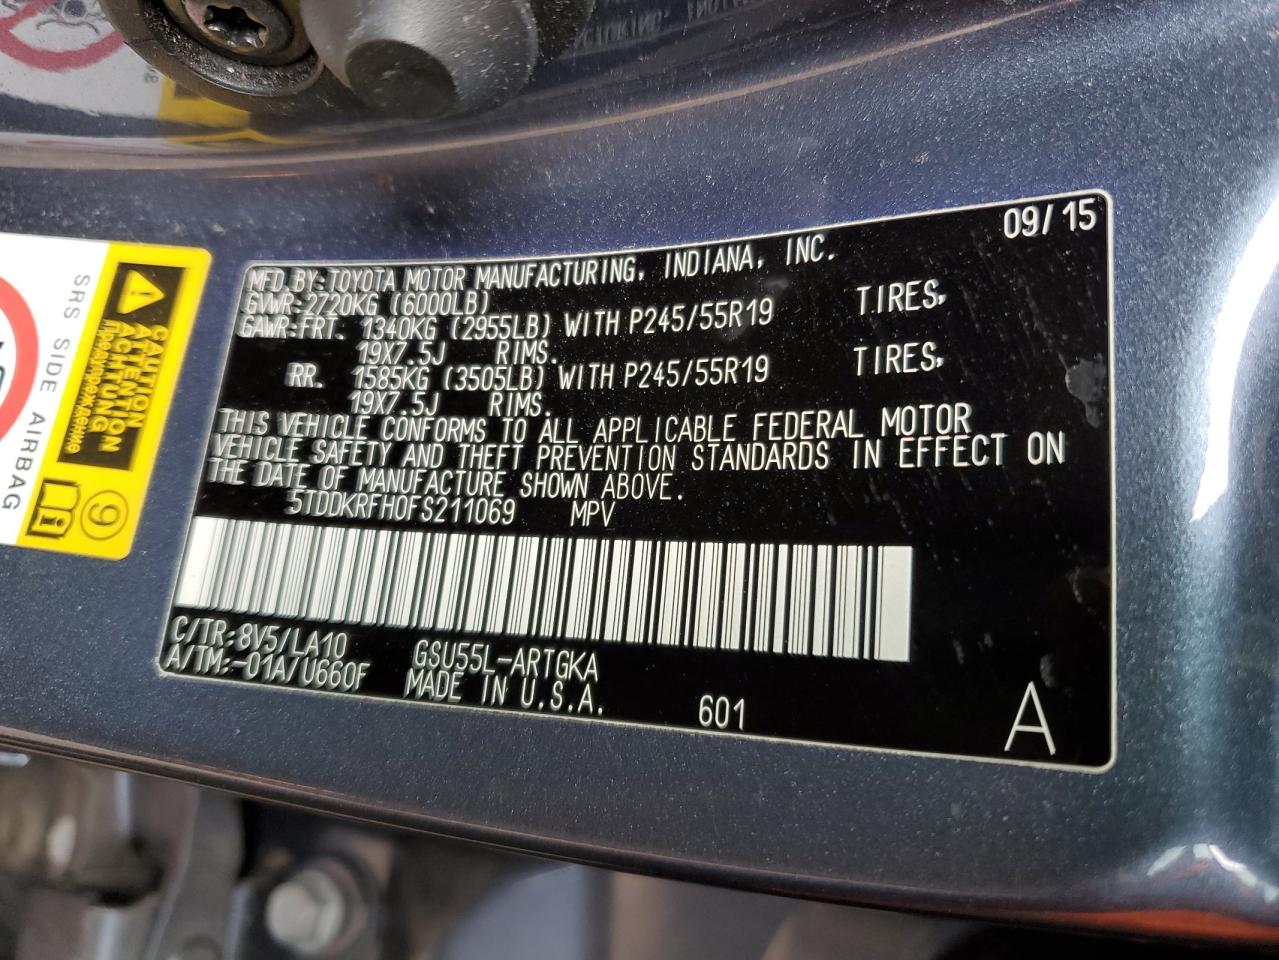 09/15
MFD.BY:TOYOTA MOTOR MANUFACTURING, INDIANA, INC.
GVWR:2720KG (6000LB)
GAWR:FRT. 1340KG (2955LB) WITH P245/55R19 TIRES,
19X7.5J RIMS.
RR. 1585KG (3505LB) WITH P245/55R19 TIRES,
19X7.5J RIMS.
THIS VEHICLE CONFORMS TO ALL APPLICABLE FEDERAL MOTOR
VEHICLE SAFETY AND THEFT PREVENTION STANDARDS IN EFFECT ON
THE DATE OF MANUFACTURE SHOWN ABOVE.
5TDDKRFH0FS211069 MPV
C/TR:8V5/LA10 GSU55L-ARTGKA
A/TM:-01A/U660F MADE IN U.S.A. 601
A
SRS SIDE AIRBAG
CAUTION
ATTENTION
ACHTUNG
Предупреждение
9